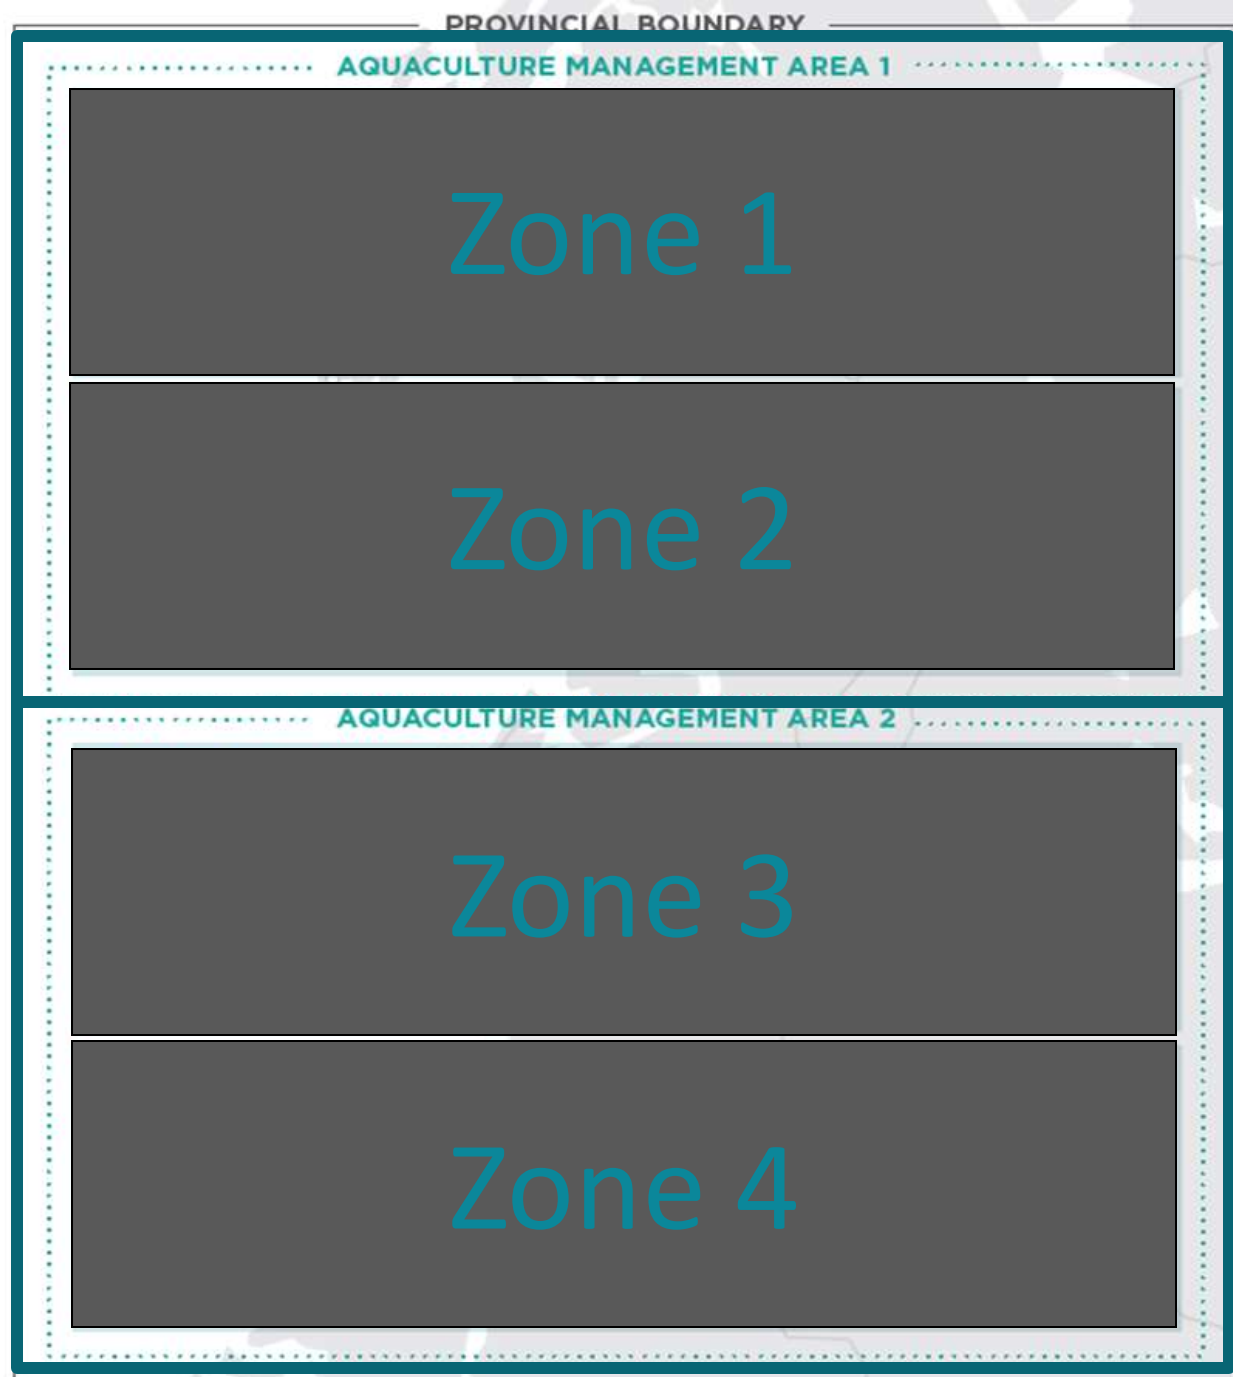 PROVINCIAL BOUNDARY
AQUACULTURE MANAGEMENT AREA 1
Zone 1
Zone 2
AQUACULTURE MANAGEMENT AREA 2
Zone 3
Zone 4